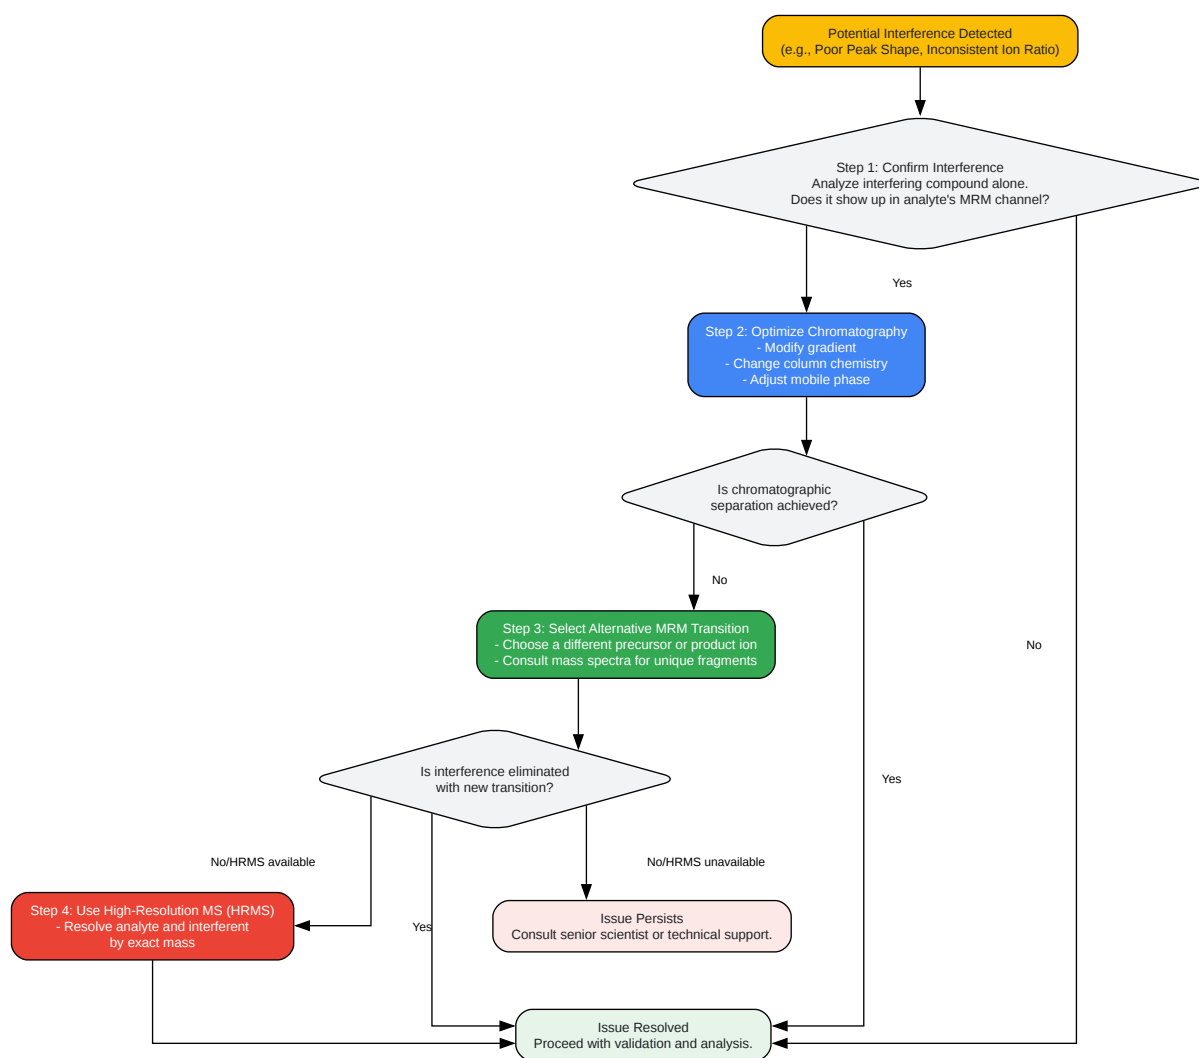 Potential Interference Detected
(e.g., Poor Peak Shape, Inconsistent Ion Ratio)
Step 1: Confirm Interference
Analyze interfering compound alone.
Does it show up in analyte's MRM channel?
Yes
Step 2: Optimize Chromatography
- Modify gradient
- Change column chemistry
- Adjust mobile phase
Is chromatographic
separation achieved?
No
Step 3: Select Alternative MRM Transition
- Choose a different precursor or product ion
- Consult mass spectra for unique fragments
No
Is interference eliminated
with new transition?
Yes
No/HRMS available
No/HRMS unavailable
Step 4: Use High-Resolution MS (HRMS)
- Resolve analyte and interferent
by exact mass
Yes
Issue Persists
Consult senior scientist or technical support.
Issue Resolved
Proceed with validation and analysis.